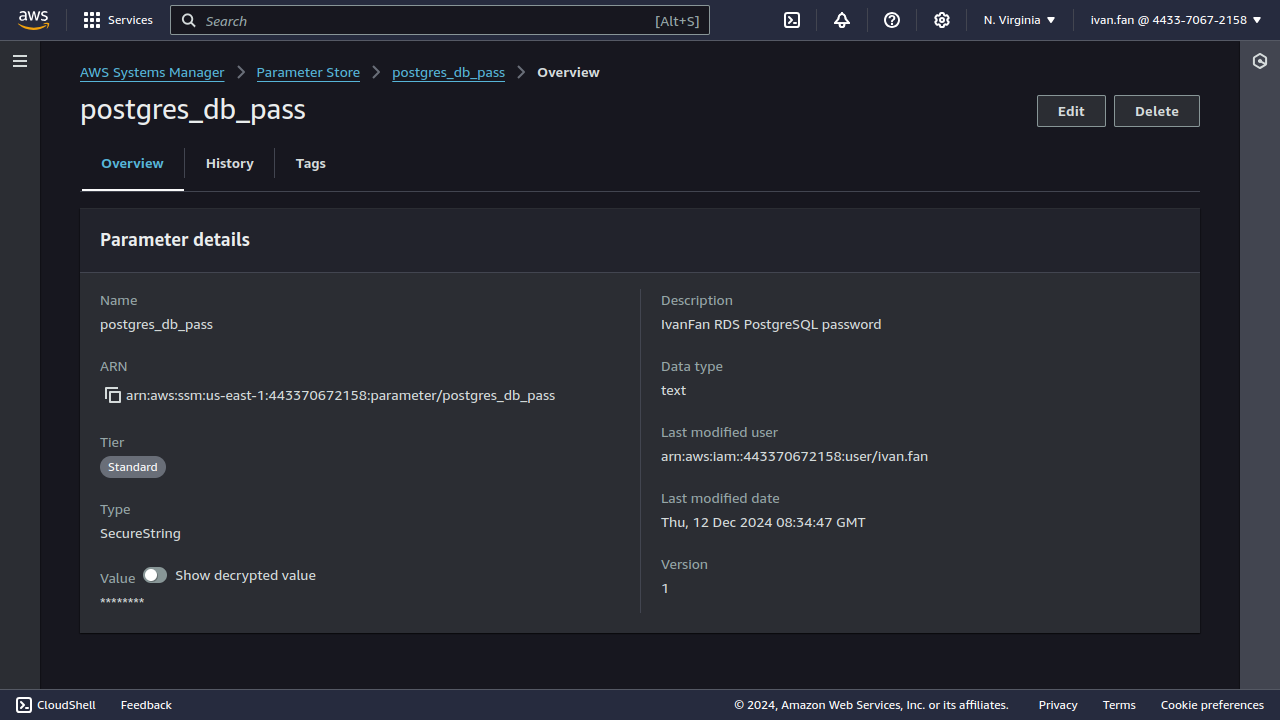 aws
Services
Search
[Alt+S]
N. Virginia
ivan.fan @ 4433-7067-2158
AWS Systems Manager
Parameter Store
postgres_db_pass
Overview
postgres_db_pass
Edit
Delete
Overview
History
Tags
Parameter details
Name
postgres_db_pass
ARN
arn:aws:ssm:us-east-1:443370672158:parameter/postgres_db_pass
Tier
Standard
Type
SecureString
Value
Show decrypted value
********
Description
IvanFan RDS PostgreSQL password
Data type
text
Last modified user
arn:aws:iam::443370672158:user/ivan.fan
Last modified date
Thu, 12 Dec 2024 08:34:47 GMT
Version
1
CloudShell
Feedback
© 2024, Amazon Web Services, Inc. or its affiliates.
Privacy
Terms
Cookie preferences